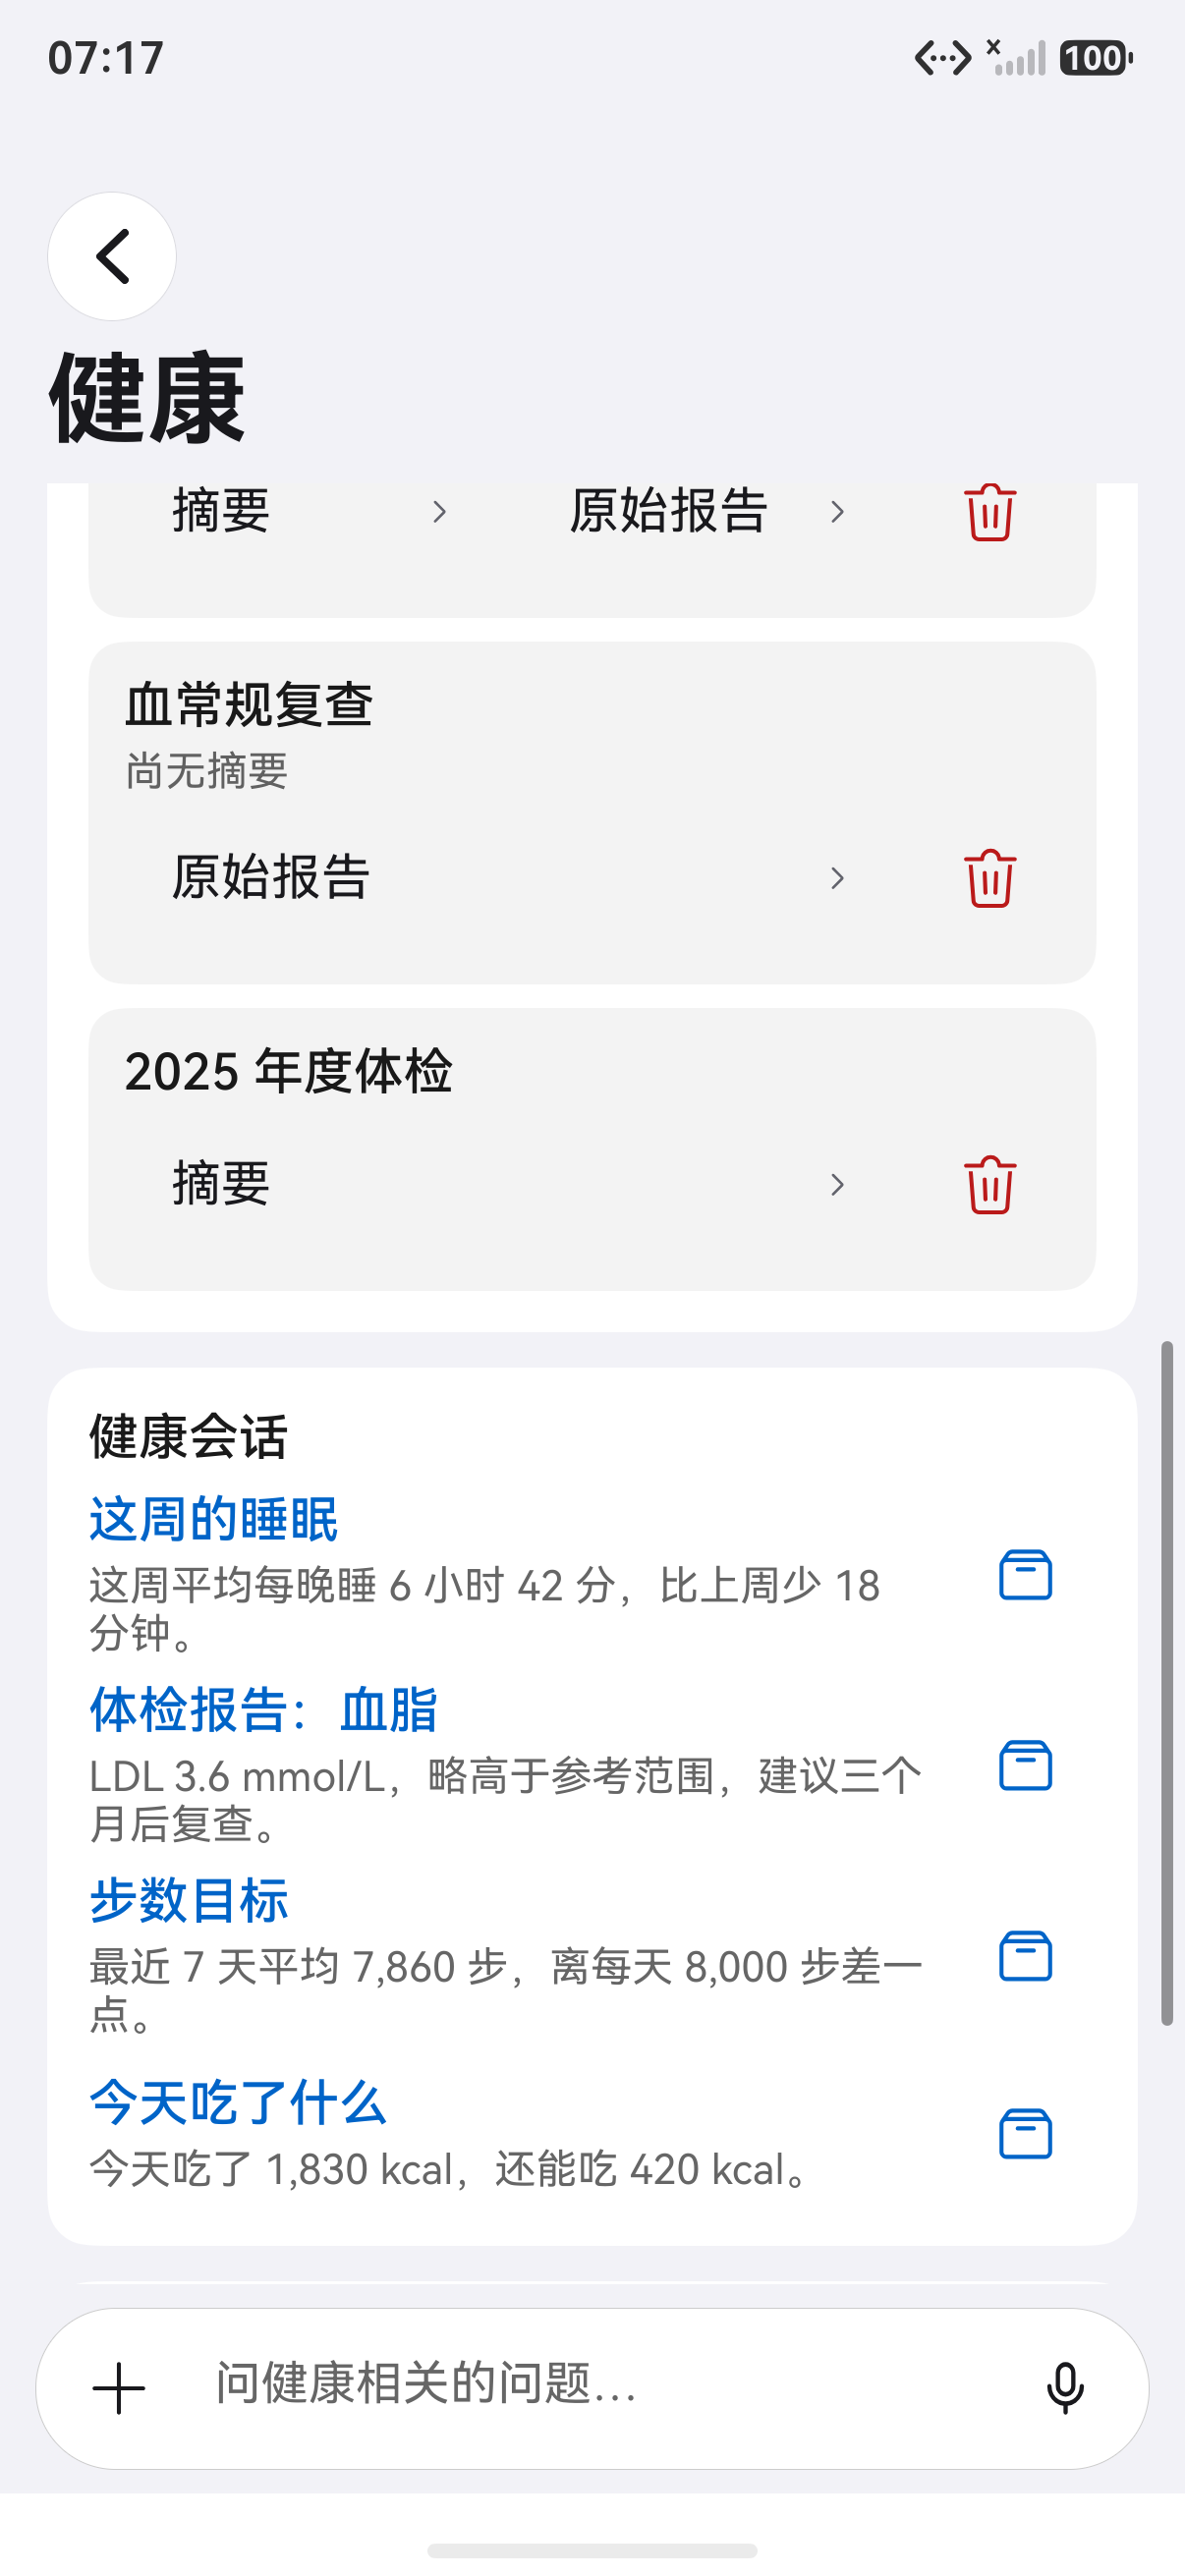 07:17
100
健康
摘要
原始报告
血常规复查
尚无摘要
原始报告
2025 年度体检
摘要
健康会话
这周的睡眠
这周平均每晚睡 6 小时 42 分，比上周少 18
分钟。
体检报告：血脂
LDL 3.6 mmol/L，略高于参考范围，建议三个
月后复查。
步数目标
最近 7 天平均 7,860 步，离每天 8,000 步差一
点。
今天吃了什么
今天吃了 1,830 kcal，还能吃 420 kcal。
问健康相关的问题…